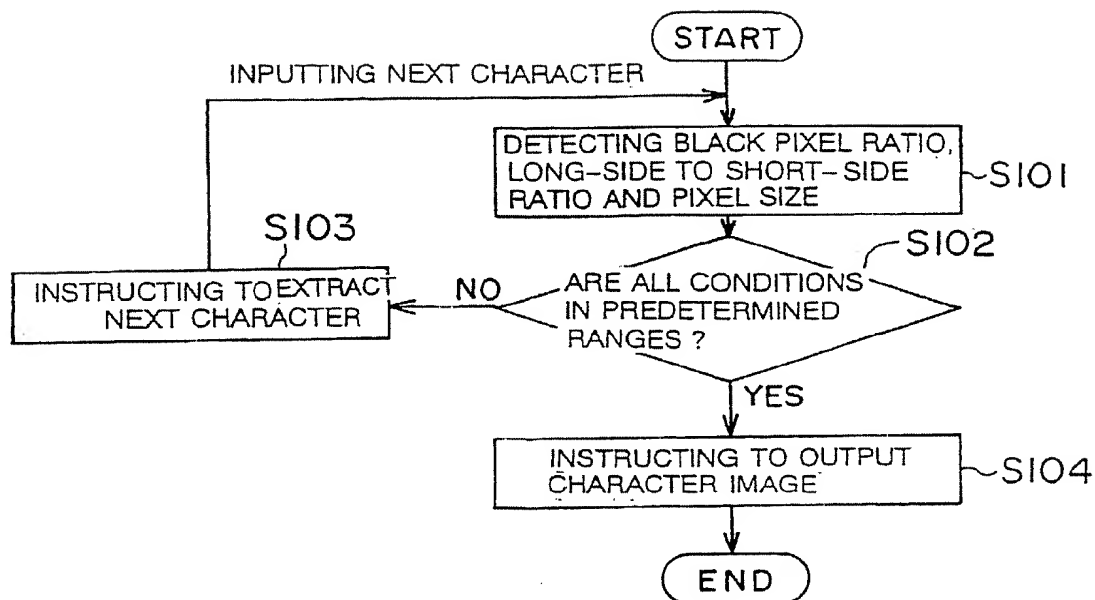 START
INPUTTING NEXT CHARACTER
DETECTING BLACK PIXEL RATIO,
LONG-SIDE TO SHORT-SIDE
RATIO AND PIXEL SIZE
S101
S103
S102
INSTRUCTING TO EXTRACT
NEXT CHARACTER
NO
ARE ALL CONDITIONS
IN PREDETERMINED
RANGES ?
YES
INSTRUCTING TO OUTPUT
CHARACTER IMAGE
S104
END